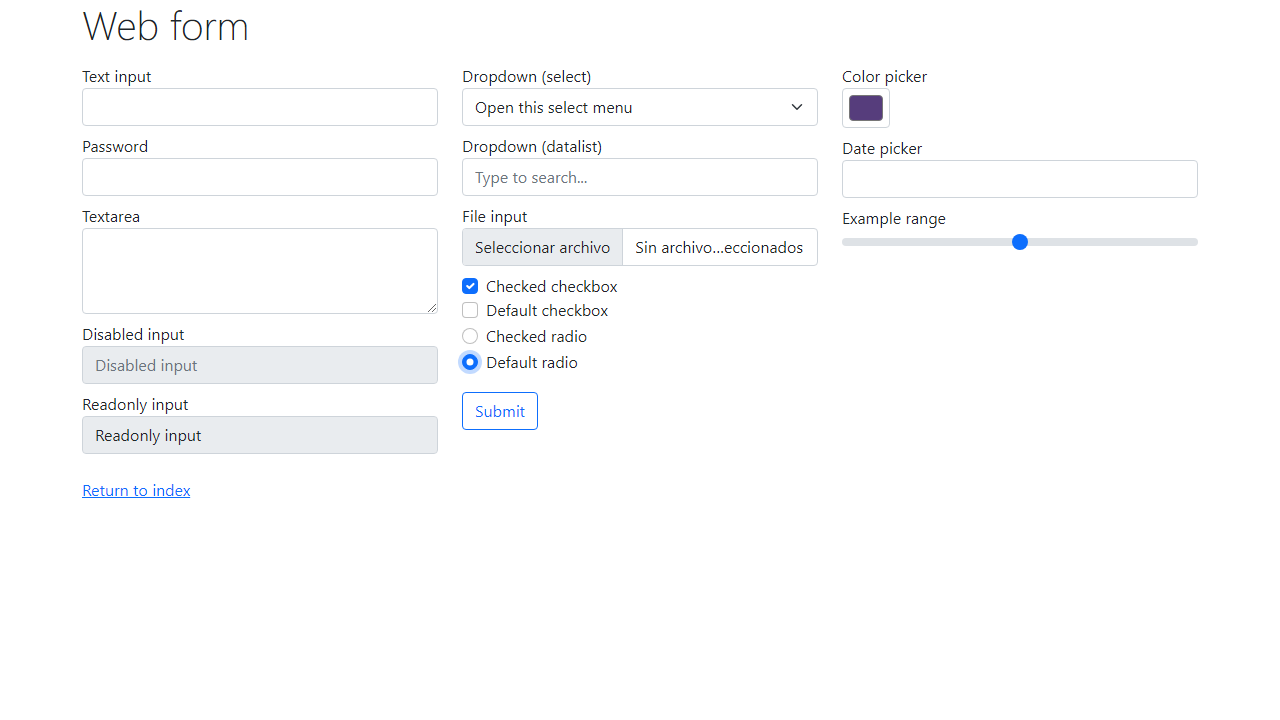 Web form
Text input
Password
Textarea
Disabled input
Disabled input
Readonly input
Readonly input
Return to index
Dropdown (select)
Open this select menu
Dropdown (datalist)
Type to search...
File input
Seleccionar archivo Sin archivo...eccionados
Checked checkbox
Default checkbox
Checked radio
Default radio
Submit
Color picker
Date picker
Example range